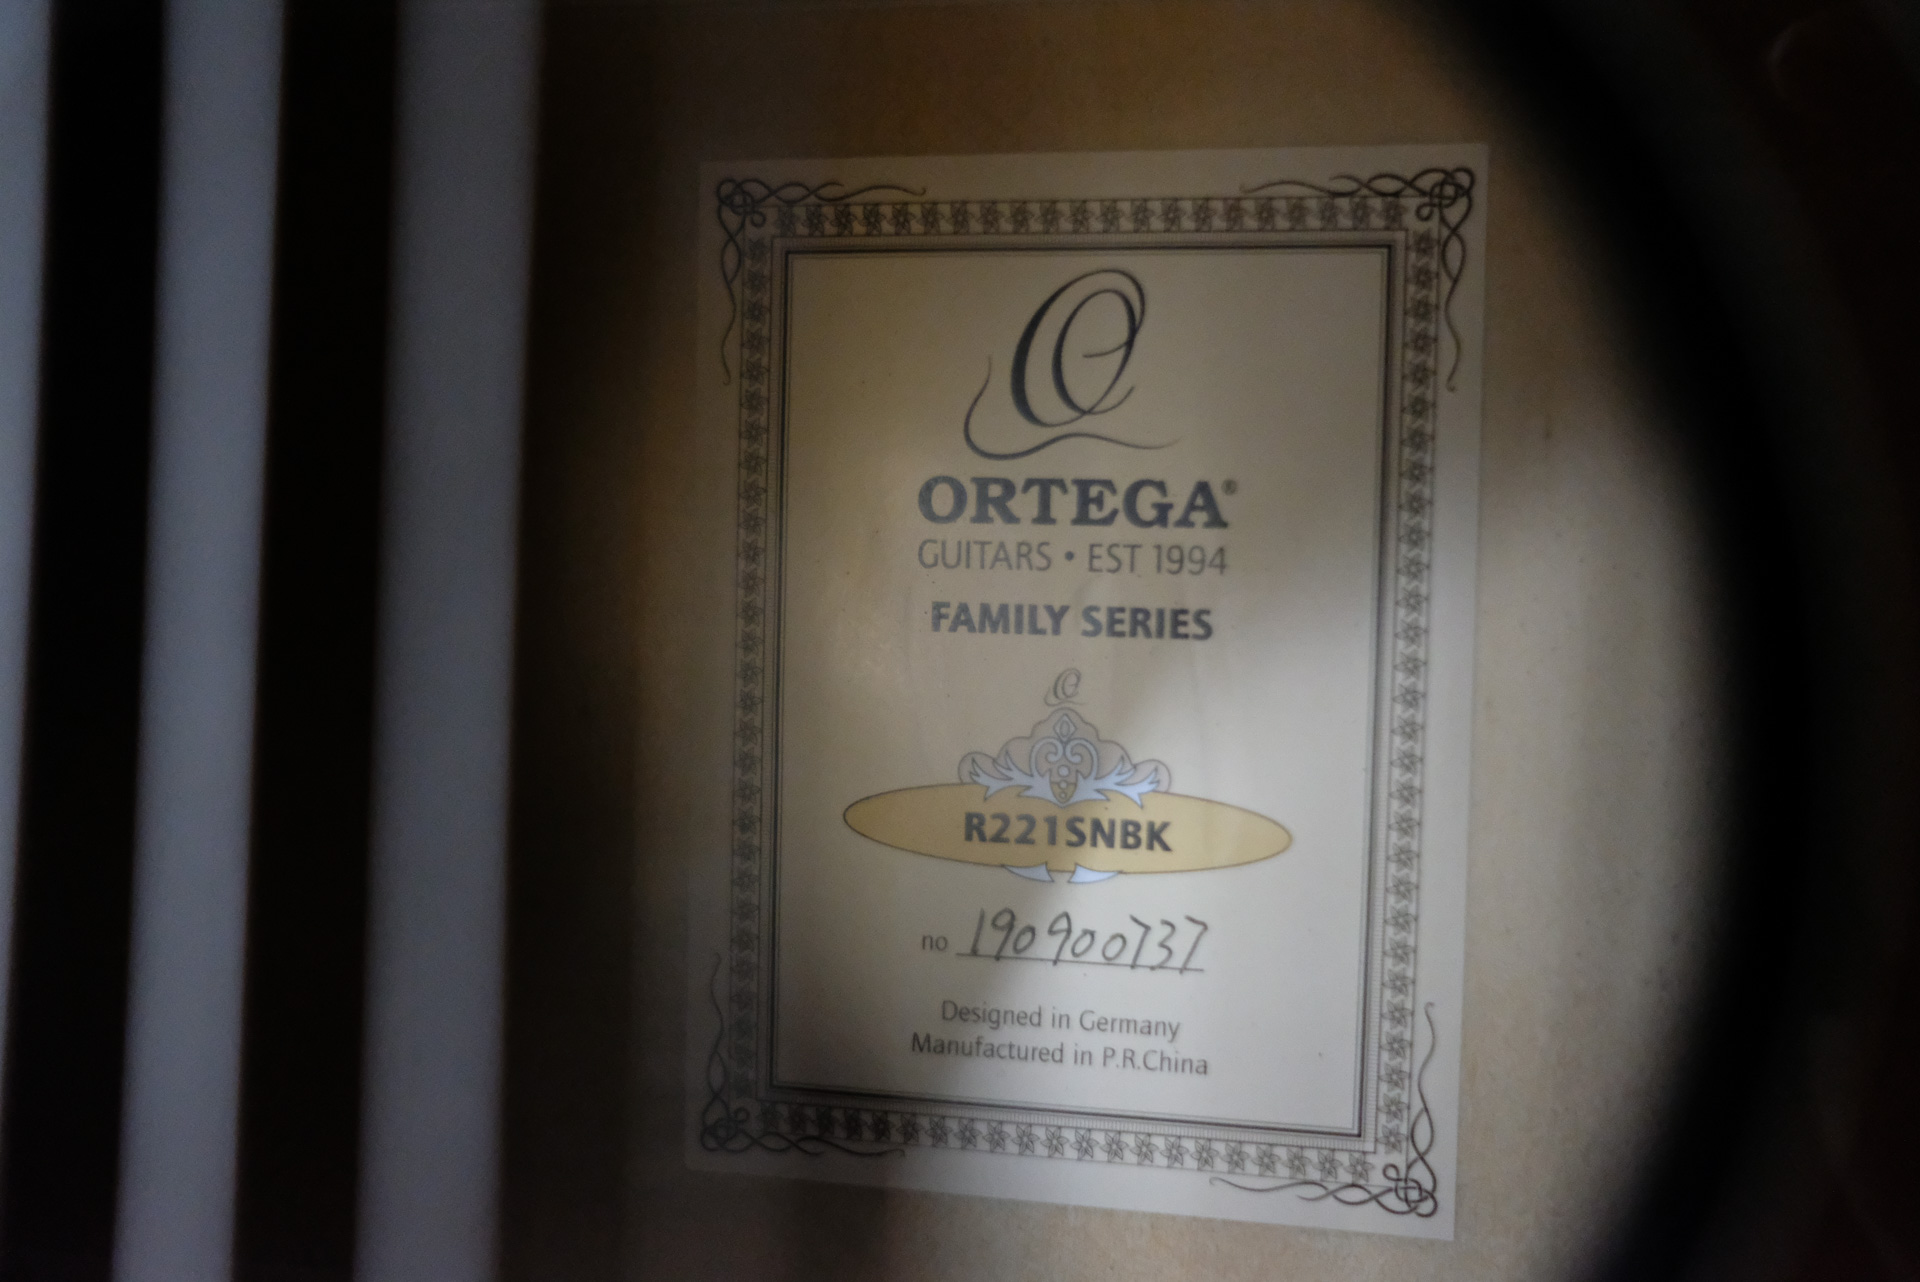 O
ORTEGA®
GUITARS • EST 1994
FAMILY SERIES
O
R221SNBK
no 190900737
Designed in Germany
Manufactured in P.R.China